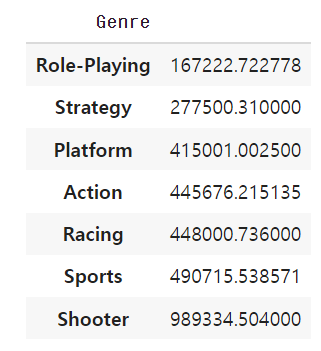 Genre
Role-Playing 167222.722778
Strategy 277500.310000
Platform 415001.002500
Action 445676.215135
Racing 448000.736000
Sports 490715.538571
Shooter 989334.504000